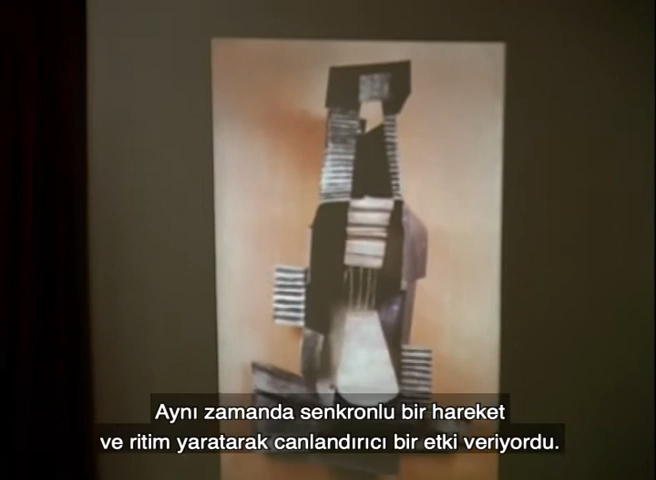 Aynı zamanda senkronlu bir hareket
ve ritim yaratarak canlandırıcı bir etki veriyordu.